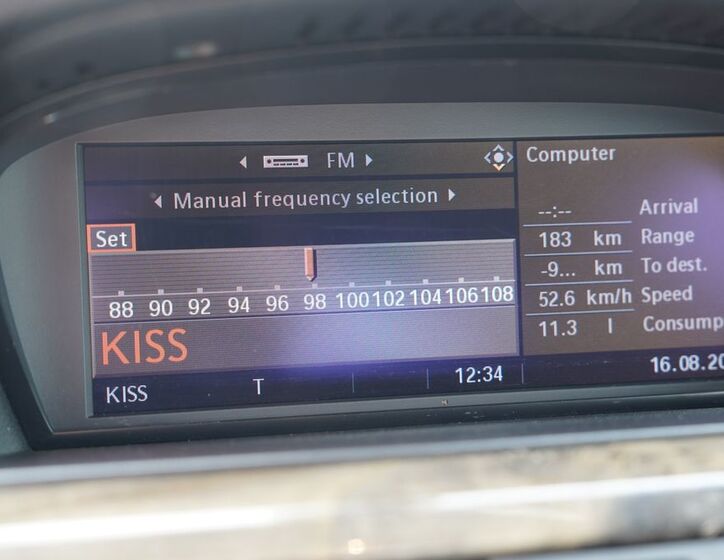 FM
Manual frequency selection
Set
88 90 92 94 96 98 100 102 104 106 108
KISS
KISS T 12:34
Computer
--:-- Arrival
183 km Range
-9... km To dest.
52.6 km/h Speed
11.3 l Consump
16.08.20